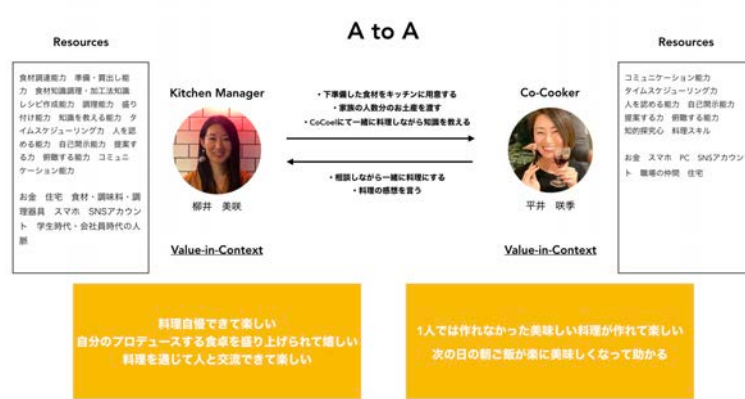 A to A
Resources
食材調達能力 準備・買出し能
力 食材知識調理・加工法知識
レシピ作成能力 調理能力 盛り
付け能力 知識を教える能力 タ
イムスケジューリング力 人を認
める能力 自己開示能力 提案す
る力 俯瞰する能力 コミュニ
ケーション能力
お金 住宅 食材・調味料・調
理器具 スマホ SNSアカウン
ト 学生時代・会社員時代の人
脈
Kitchen Manager
柳井 美咲
・下準備した食材をキッチンに用意する
・家族の人数分のお土産を渡す
・CoCoelにて一緒に料理しながら知識を教える
・相談しながら一緒に料理にする
・料理の感想を言う
Co-Cooker
平井 咲季
Resources
コミュニケーション能力
タイムスケジューリング力
人を認める能力 自己開示能力
提案する力 俯瞰する能力
知的探究心 料理スキル
お金 スマホ PC SNSアカウン
ト 職場の仲間 住宅
Value-in-Context
料理自慢できて楽しい
自分のプロデュースする食卓を盛り上げられて嬉しい
料理を通じて人と交流できて楽しい
Value-in-Context
1人では作れなかった美味しい料理が作れて楽しい
次の日の朝ご飯が楽に美味しくなって助かる